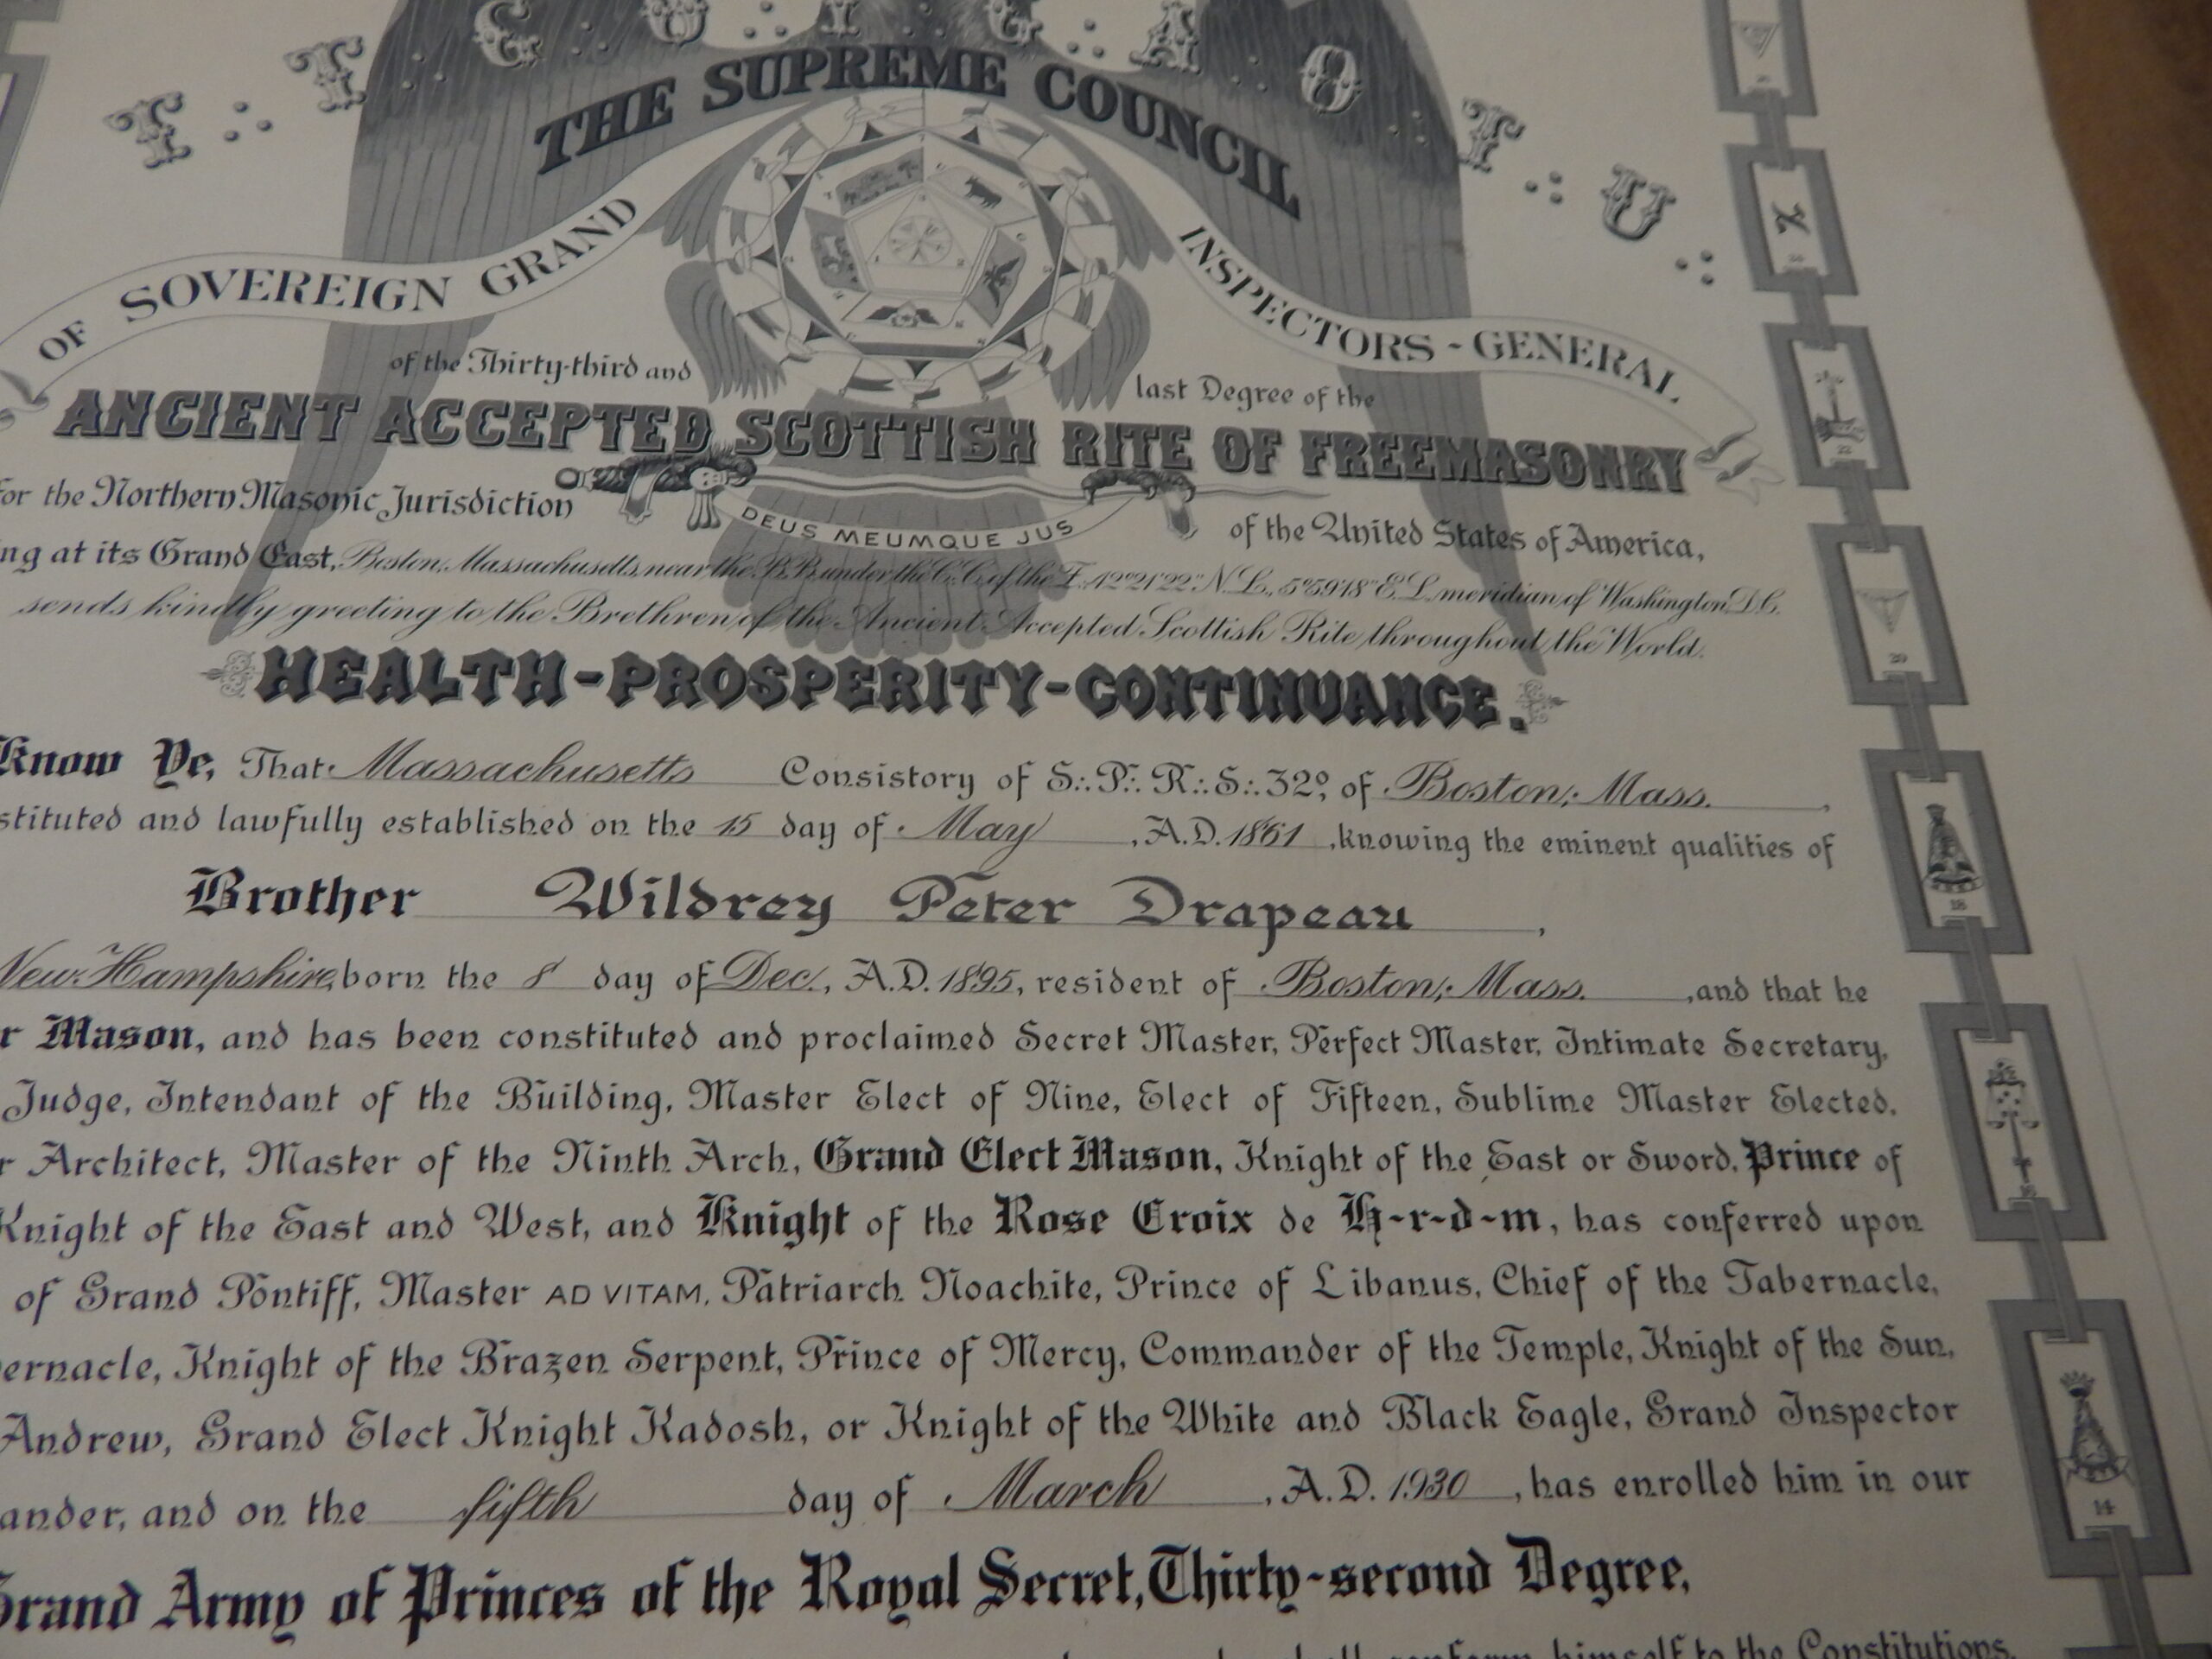 T ∴ T ∴ G ∴ O ∴ T ∴ G ∴ A ∴ O ∴ T ∴ U ∴
THE SUPREME COUNCIL
OF SOVEREIGN GRAND INSPECTORS-GENERAL
of the Thirty-third and last Degree of the
ANCIENT ACCEPTED SCOTTISH RITE OF FREEMASONRY
for the Northern Masonic Jurisdiction of the United States of America,
DEUS MEUMQUE JUS
ng at its Grand East, Boston, Massachusetts, near the B.B. under the C.C. of the Z. 42°21'22" N.L., 5°59'18" E.L. meridian of Washington, D.C.
sends kindly greeting to the Brethren of the Ancient Accepted Scottish Rite throughout the World.
HEALTH-PROSPERITY-CONTINUANCE.
Know Ye, That Massachusetts Consistory of S∴P∴R∴S∴32°, of Boston, Mass.,
stituted and lawfully established on the 15 day of May, A.D. 1861, knowing the eminent qualities of
Brother Wildrey Peter Drapeau,
New Hampshire, born the 8 day of Dec., A.D. 1895, resident of Boston, Mass., and that he
r Mason, and has been constituted and proclaimed Secret Master, Perfect Master, Intimate Secretary,
Judge, Intendant of the Building, Master Elect of Nine, Elect of Fifteen, Sublime Master Elected,
r Architect, Master of the Ninth Arch, Grand Elect Mason, Knight of the East or Sword, Prince of
Knight of the East and West, and Knight of the Rose Croix de H-r-d-m, has conferred upon
of Grand Pontiff, Master AD VITAM, Patriarch Noachite, Prince of Libanus, Chief of the Tabernacle,
ernacle, Knight of the Brazen Serpent, Prince of Mercy, Commander of the Temple, Knight of the Sun,
Andrew, Grand Elect Knight Kadosh, or Knight of the White and Black Eagle, Grand Inspector
ander, and on the fifth day of March, A.D. 1930, has enrolled him in our
Grand Army of Princes of the Royal Secret, Thirty-second Degree,
shall conform himself to the Constitutions,
22
20
18
16
14